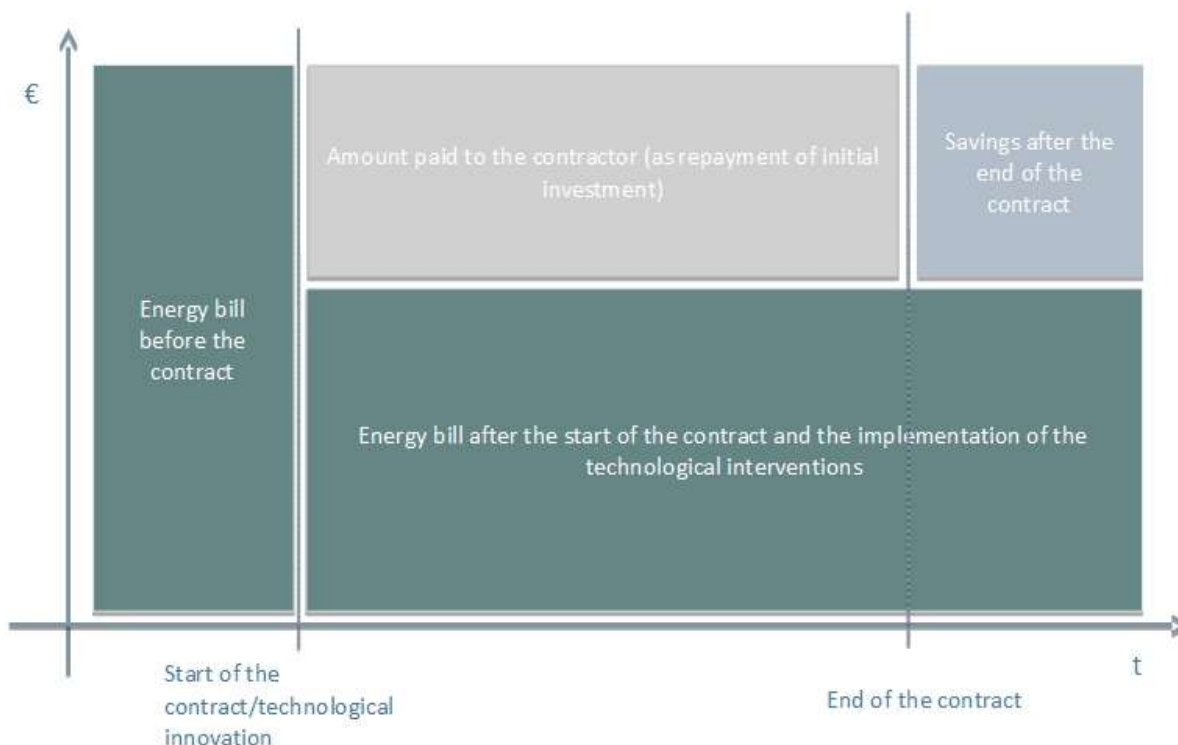 €
Amount paid to the contractor (as repayment of initial
investment)
Savings after the
end of the
contract
Energy bill
before the
contract
Energy bill after the start of the contract and the implementation of the
technological interventions
t
Start of the
contract/technological
innovation
End of the contract